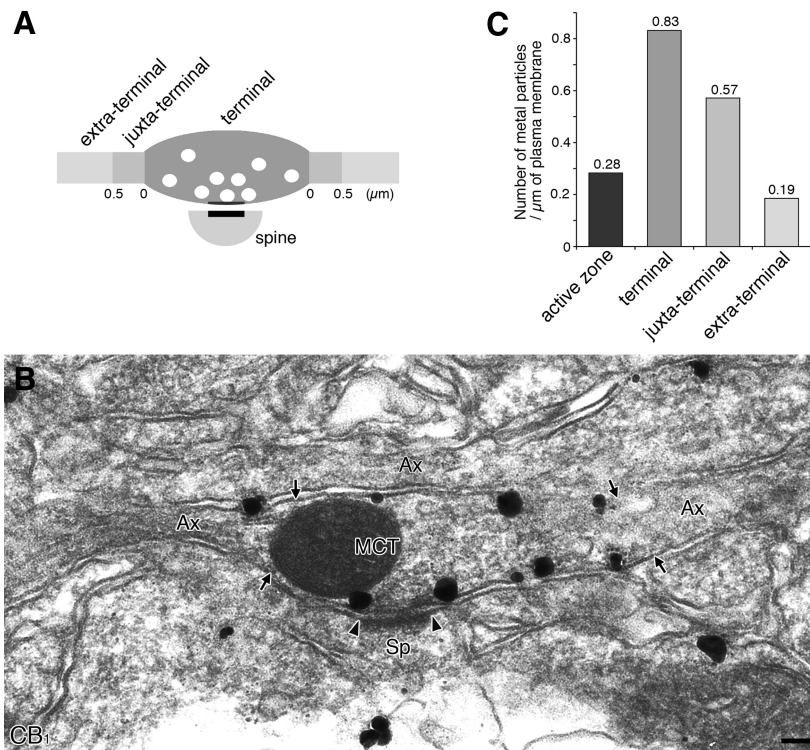 A
extra-terminal
juxta-terminal
terminal
0.5 0 0 0.5 (µm)
spine
C
Number of metal particles
/ µm of plasma membrane
0.8
0.6
0.4
0.2
0
0.28
0.83
0.57
0.19
active zone
terminal
juxta-terminal
extra-terminal
B
Ax
Ax
MCT
Ax
Sp
CB₁